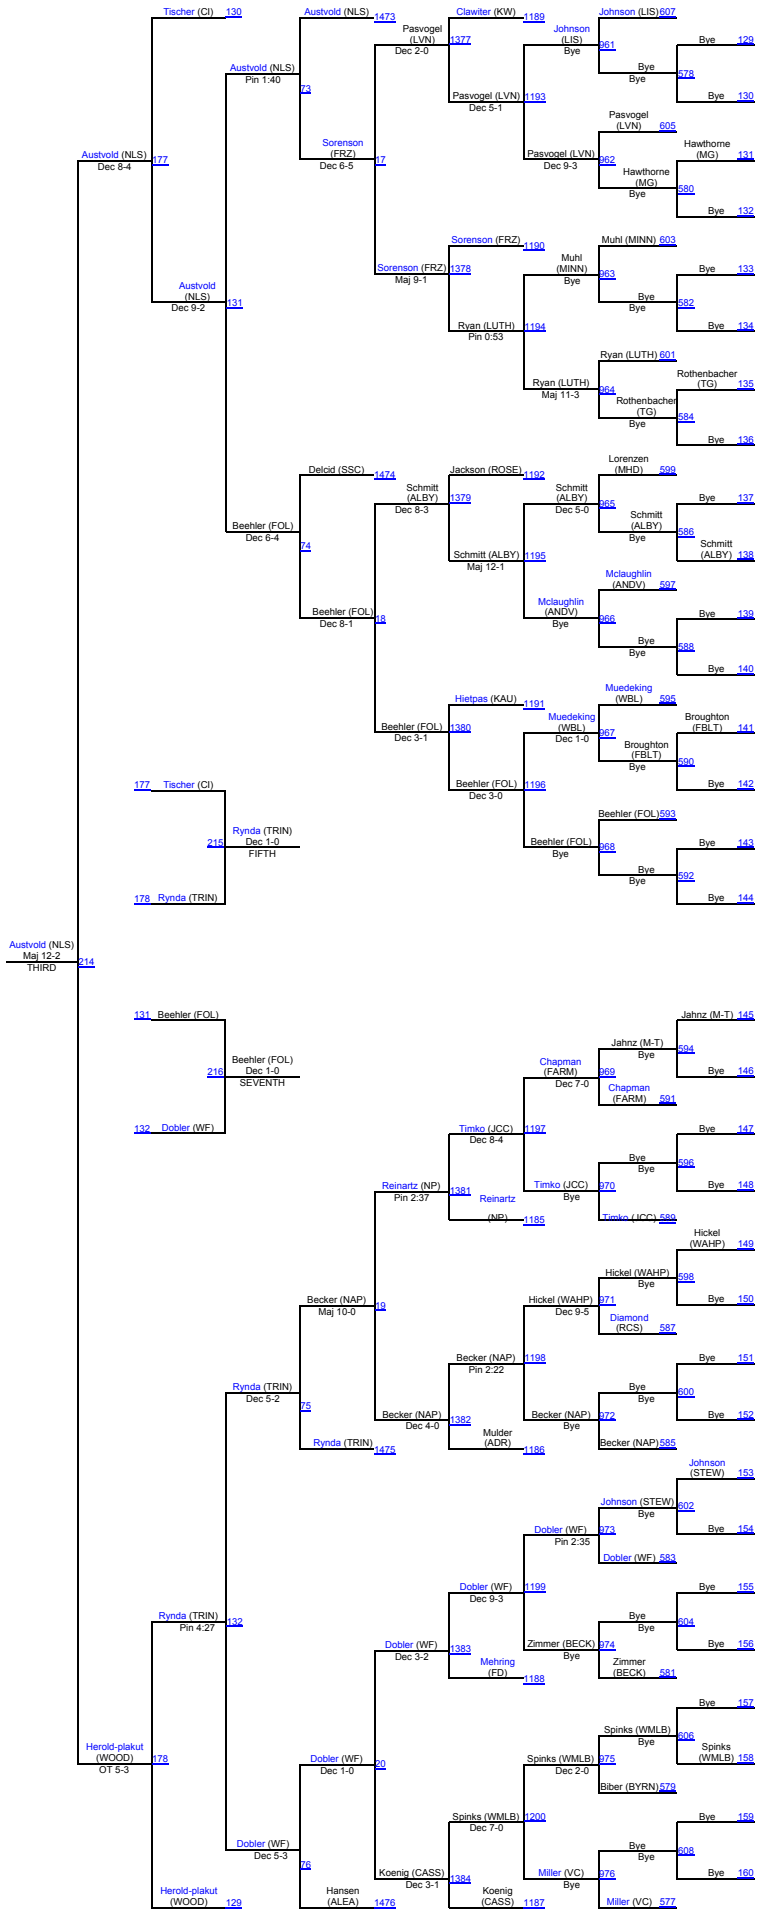 Tischer (CI) 130
Austvold (NLS) 1473
Clawiter (KW) 1189
Johnson (LIS) 607
Pasvogel
(LVN) 1377
Dec 2-0
Johnson
(LIS) 961
Bye
Bye 129
Bye 578
Bye
Bye 130
Austvold (NLS)
Pin 1:40
73
Pasvogel (LVN) 1193
Dec 5-1
Pasvogel
(LVN) 605
Austvold (NLS) 177
Dec 8-4
Sorenson
(FRZ) 17
Dec 6-5
Pasvogel (LVN) 962
Dec 9-3
Hawthorne
(MG) 131
Hawthorne
(MG) 580
Bye
Bye 132
Sorenson (FRZ) 1190
Muhl (MINN) 603
Sorenson (FRZ) 1378
Maj 9-1
Muhl
(MINN) 963
Bye
Bye 133
Bye 582
Bye
Bye 134
Austvold
(NLS) 131
Dec 9-2
Ryan (LUTH) 1194
Pin 0:53
Ryan (LUTH) 601
Ryan (LUTH) 964
Maj 11-3
Rothenbacher
(TG) 135
Rothenbacher
(TG) 584
Bye
Bye 136
Delcid (SSC) 1474
Jackson (ROSE) 1192
Lorenzen
(MHD) 599
Schmitt
(ALBY) 1379
Dec 8-3
Schmitt
(ALBY) 965
Dec 5-0
Bye 137
Schmitt
(ALBY) 586
Bye
Schmitt
(ALBY) 138
Beehler (FOL)
Dec 6-4
74
Schmitt (ALBY) 1195
Maj 12-1
Mclaughlin
(ANDV) 597
Beehler (FOL) 18
Dec 8-1
Mclaughlin
(ANDV) 966
Bye
Bye 139
Bye 588
Bye
Bye 140
Hietpas (KAU) 1191
Muedeking
(WBL) 595
Beehler (FOL) 1380
Dec 3-1
Muedeking
(WBL) 967
Dec 1-0
Broughton
(FBLT) 141
Broughton
(FBLT) 590
Bye
Bye 142
177 Tischer (CI)
Beehler (FOL) 1196
Dec 3-0
Beehler (FOL) 593
215
Rynda (TRIN)
Dec 1-0
FIFTH
Beehler (FOL) 968
Bye
Bye 143
Bye 592
Bye
Bye 144
178 Rynda (TRIN)
Austvold (NLS)
Maj 12-2
THIRD
214
131 Beehler (FOL)
Jahnz (M-T) 145
216
Beehler (FOL)
Dec 1-0
SEVENTH
Chapman
(FARM) 969
Dec 7-0
Jahnz (M-T) 594
Bye
Bye 146
Chapman
(FARM) 591
132 Dobler (WF)
Timko (JCC) 1197
Dec 8-4
Bye 147
Bye 596
Bye
Bye 148
Reinartz (NP) 1381
Pin 2:37
Timko (JCC) 970
Bye
Reinartz
(NP) 1185
Timko (JCC) 589
Hickel
(WAHP) 149
Hickel (WAHP) 598
Bye
Bye 150
Becker (NAP) 19
Maj 10-0
Hickel (WAHP) 971
Dec 9-5
Diamond
(RCS) 587
Becker (NAP) 1198
Pin 2:22
Bye 151
Bye 600
Bye
Bye 152
Rynda (TRIN)
Dec 5-2
75
Becker (NAP) 1382
Dec 4-0
Becker (NAP) 972
Bye
Rynda (TRIN) 1475
Mulder
(ADR) 1186
Becker (NAP) 585
Johnson
(STEW) 153
Johnson (STEW) 602
Bye
Bye 154
Dobler (WF) 973
Pin 2:35
Dobler (WF) 583
Dobler (WF) 1199
Dec 9-3
Bye 155
Bye 604
Bye
Bye 156
Rynda (TRIN) 132
Pin 4:27
Dobler (WF) 1383
Dec 3-2
Zimmer (BECK) 974
Bye
Mehring
(FD) 1188
Zimmer
(BECK) 581
Bye 157
Spinks (WMLB) 606
Bye
Spinks
(WMLB) 158
Herold-plakut
(WOOD) 178
OT 5-3
Dobler (WF) 20
Dec 1-0
Spinks (WMLB) 975
Dec 2-0
Biber (BYRN) 579
Spinks (WMLB) 1200
Dec 7-0
Bye 159
Bye 608
Bye
Bye 160
Dobler (WF)
Dec 5-3
76
Koenig (CASS) 1384
Dec 3-1
Miller (VC) 976
Bye
Herold-plakut
(WOOD) 129
Hansen
(ALEA) 1476
Koenig
(CASS) 1187
Miller (VC) 577